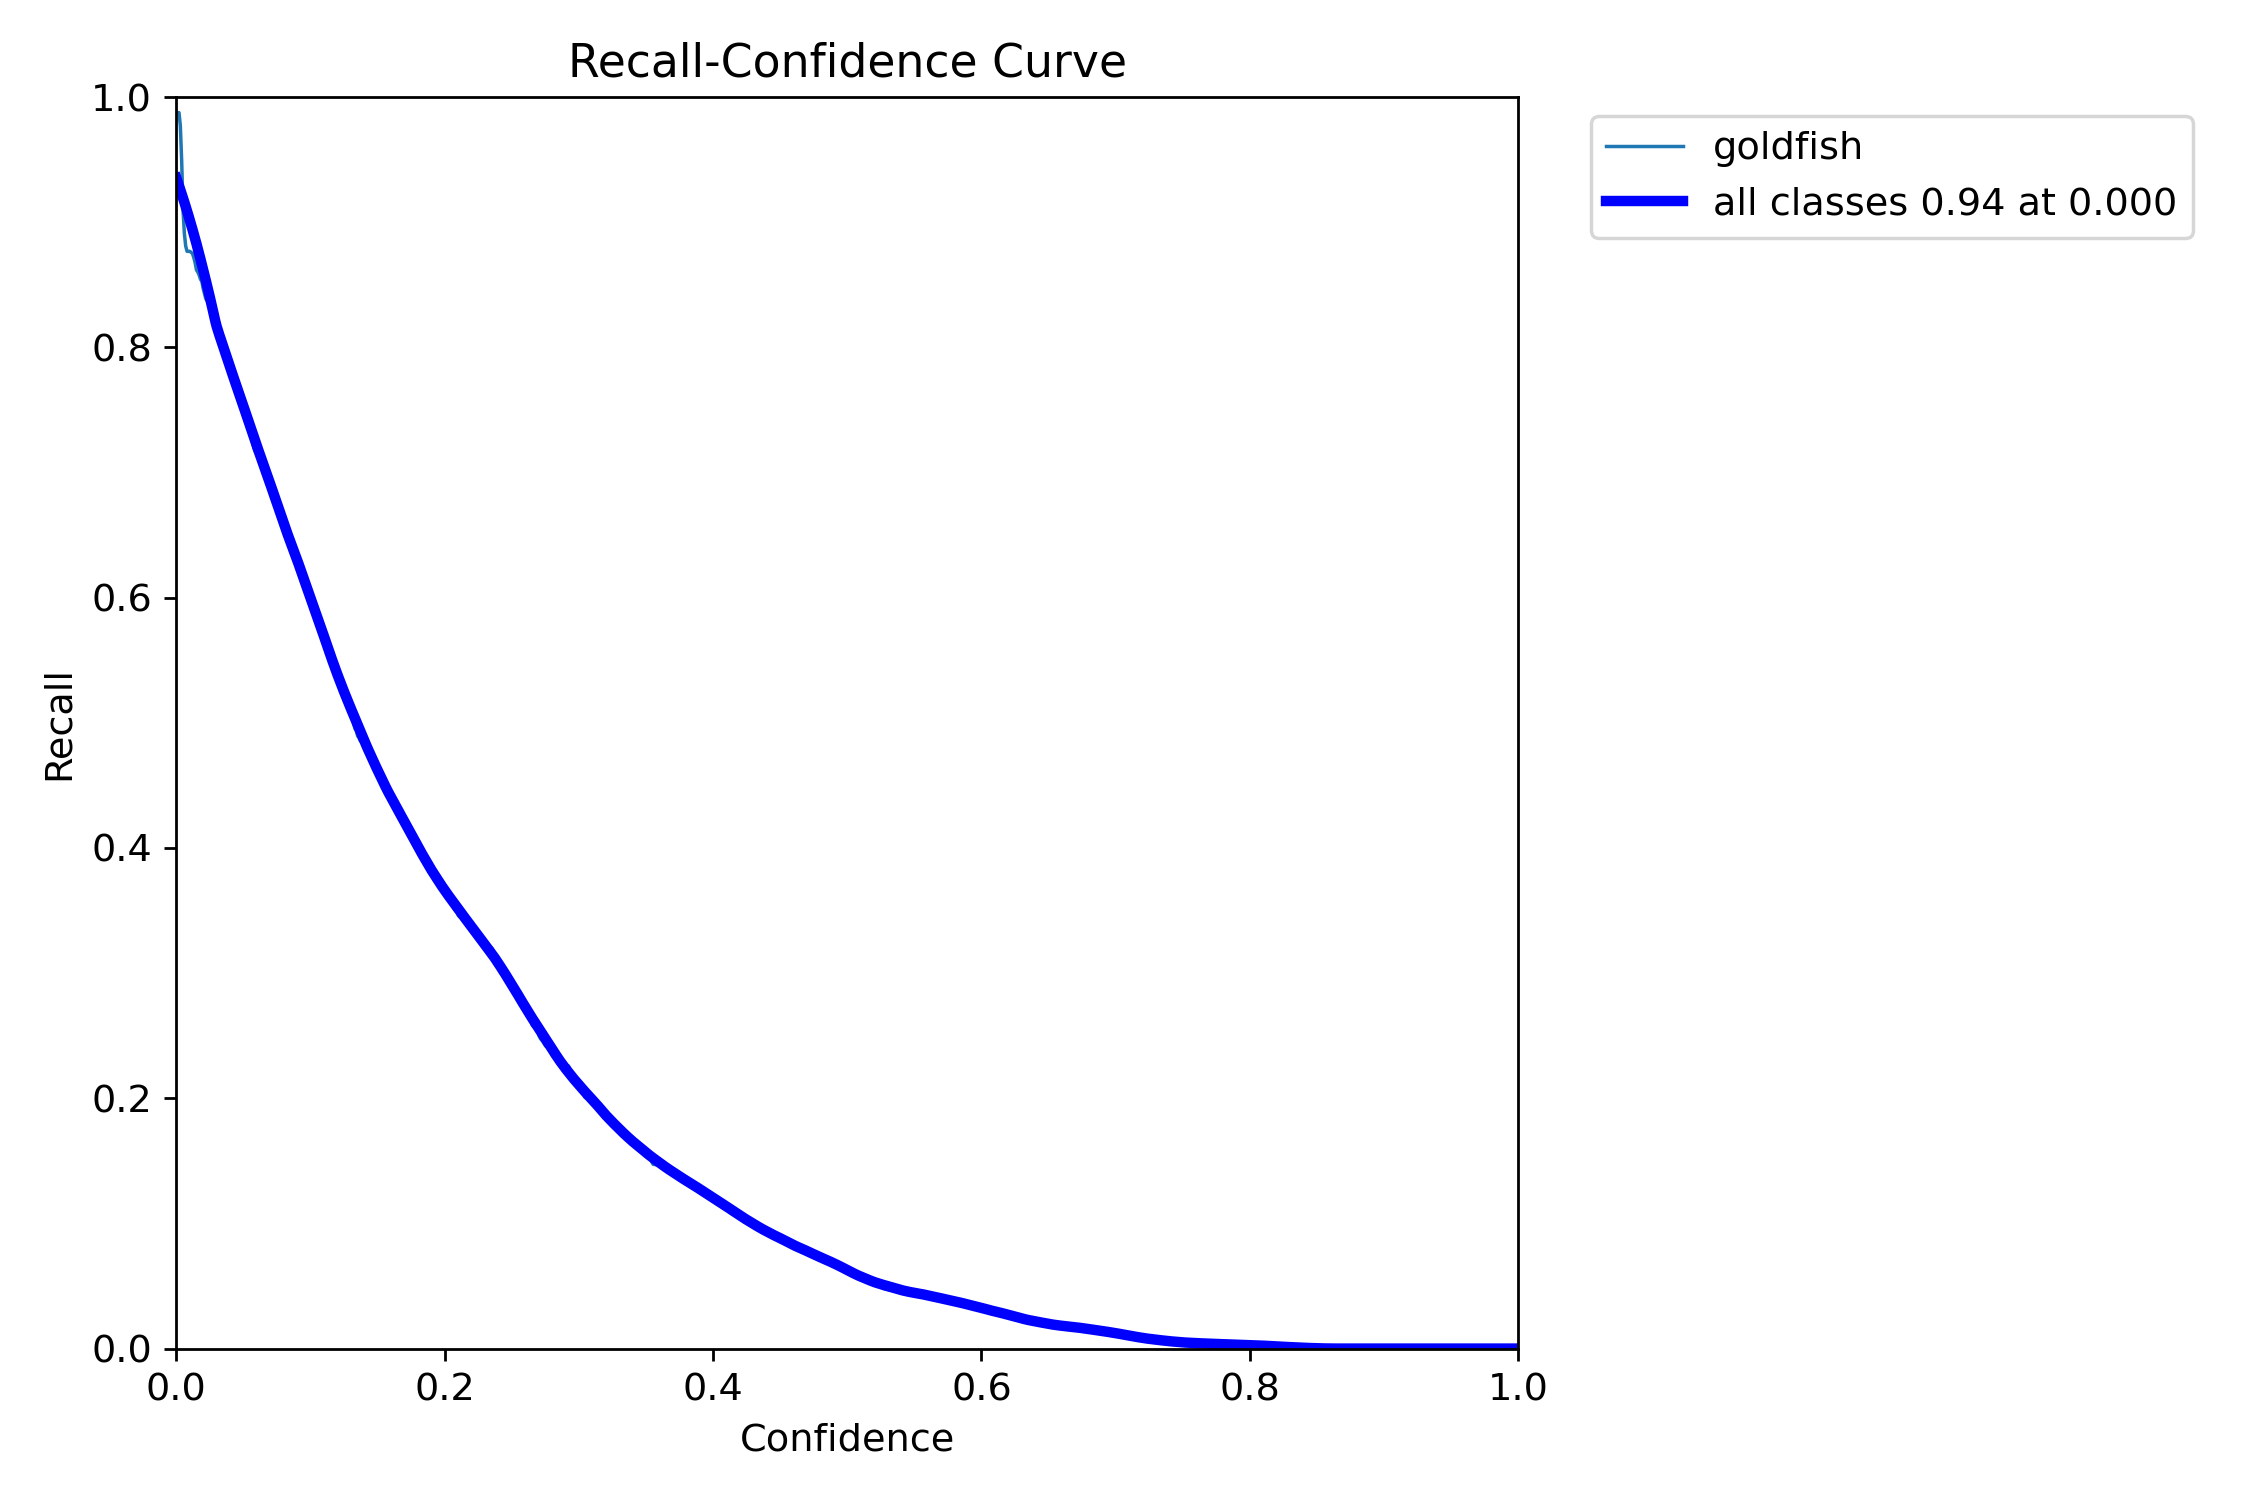 Recall-Confidence Curve
1.0
0.8
0.6
0.4
0.2
0.0
Recall
0.0 0.2 0.4 0.6 0.8 1.0
Confidence
goldfish
all classes 0.94 at 0.000